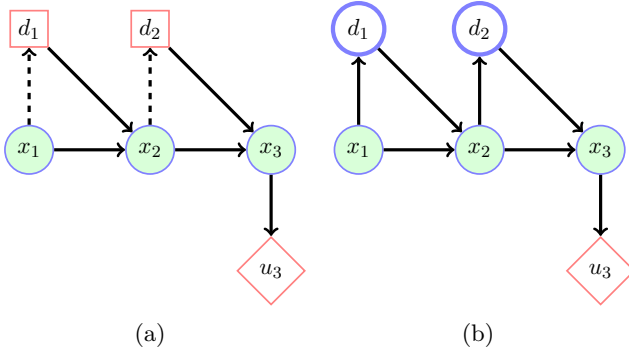 d₁ d₂ d₁ d₂
x₁ x₂ x₃ x₁ x₂ x₃
u₃ u₃
(a) (b)